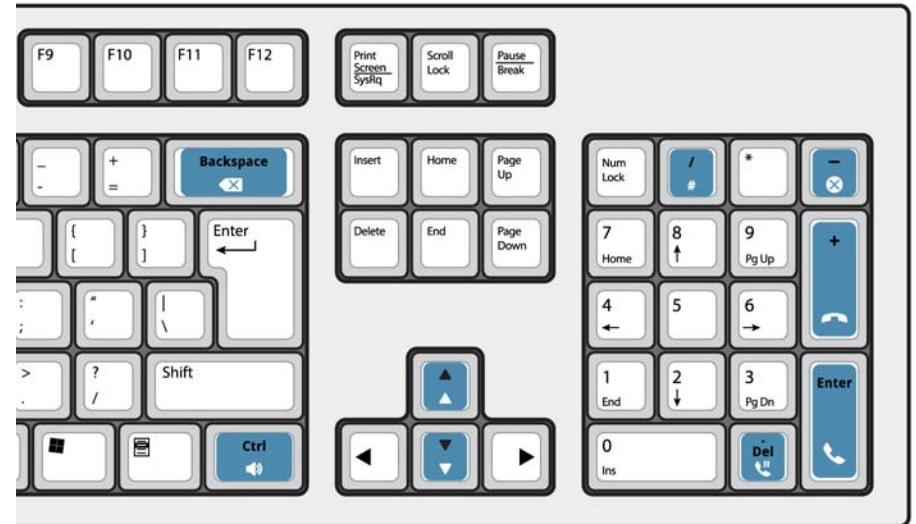 F9 F10 F11 F12 Print Scroll Pause
Screen Lock Break
SysRq
_ + Backspace Insert Home Page Num / * –
- = Up Lock #
{ } Enter Delete End Page 7 8 9 +
[ ] Down Home ↑ Pg Up
: " | 4 5 6
; ' \ ← →
> ? Shift 1 2 3 Enter
. / End ↓ Pg Dn
Ctrl 0 . Del
Ins